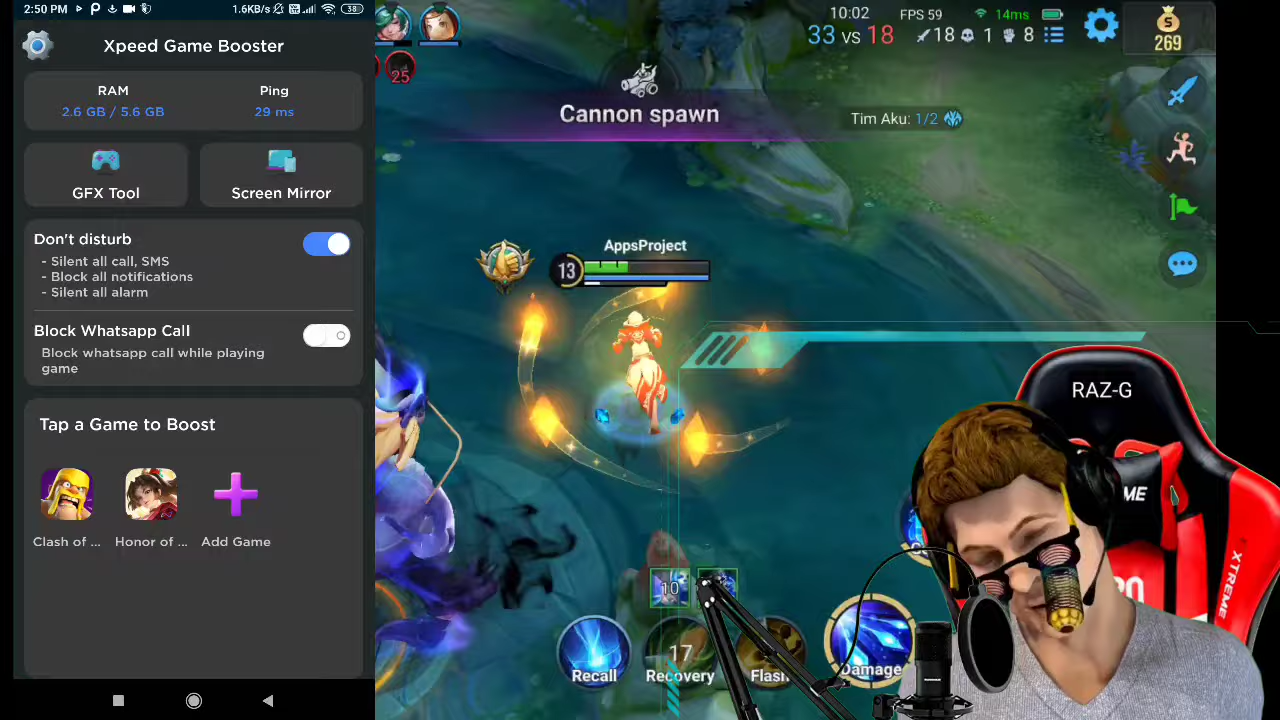 2:50 PM
1.6KB/s
38
Xpeed Game Booster
RAM
Ping
2.6 GB / 5.6 GB
29 ms
GFX Tool
Screen Mirror
Don't disturb
- Silent all call, SMS
- Block all notifications
- Silent all alarm
Block Whatsapp Call
Block whatsapp call while playing
game
Tap a Game to Boost
Clash of ...
Honor of ...
Add Game
25
10:02
FPS 59
14ms
33 vs 18
18
1
8
S
269
Cannon spawn
Tim Aku: 1/2
AppsProject
13
10
17
Recall
Recovery
Flash
Damage
RAZ-G
ME
XTREME